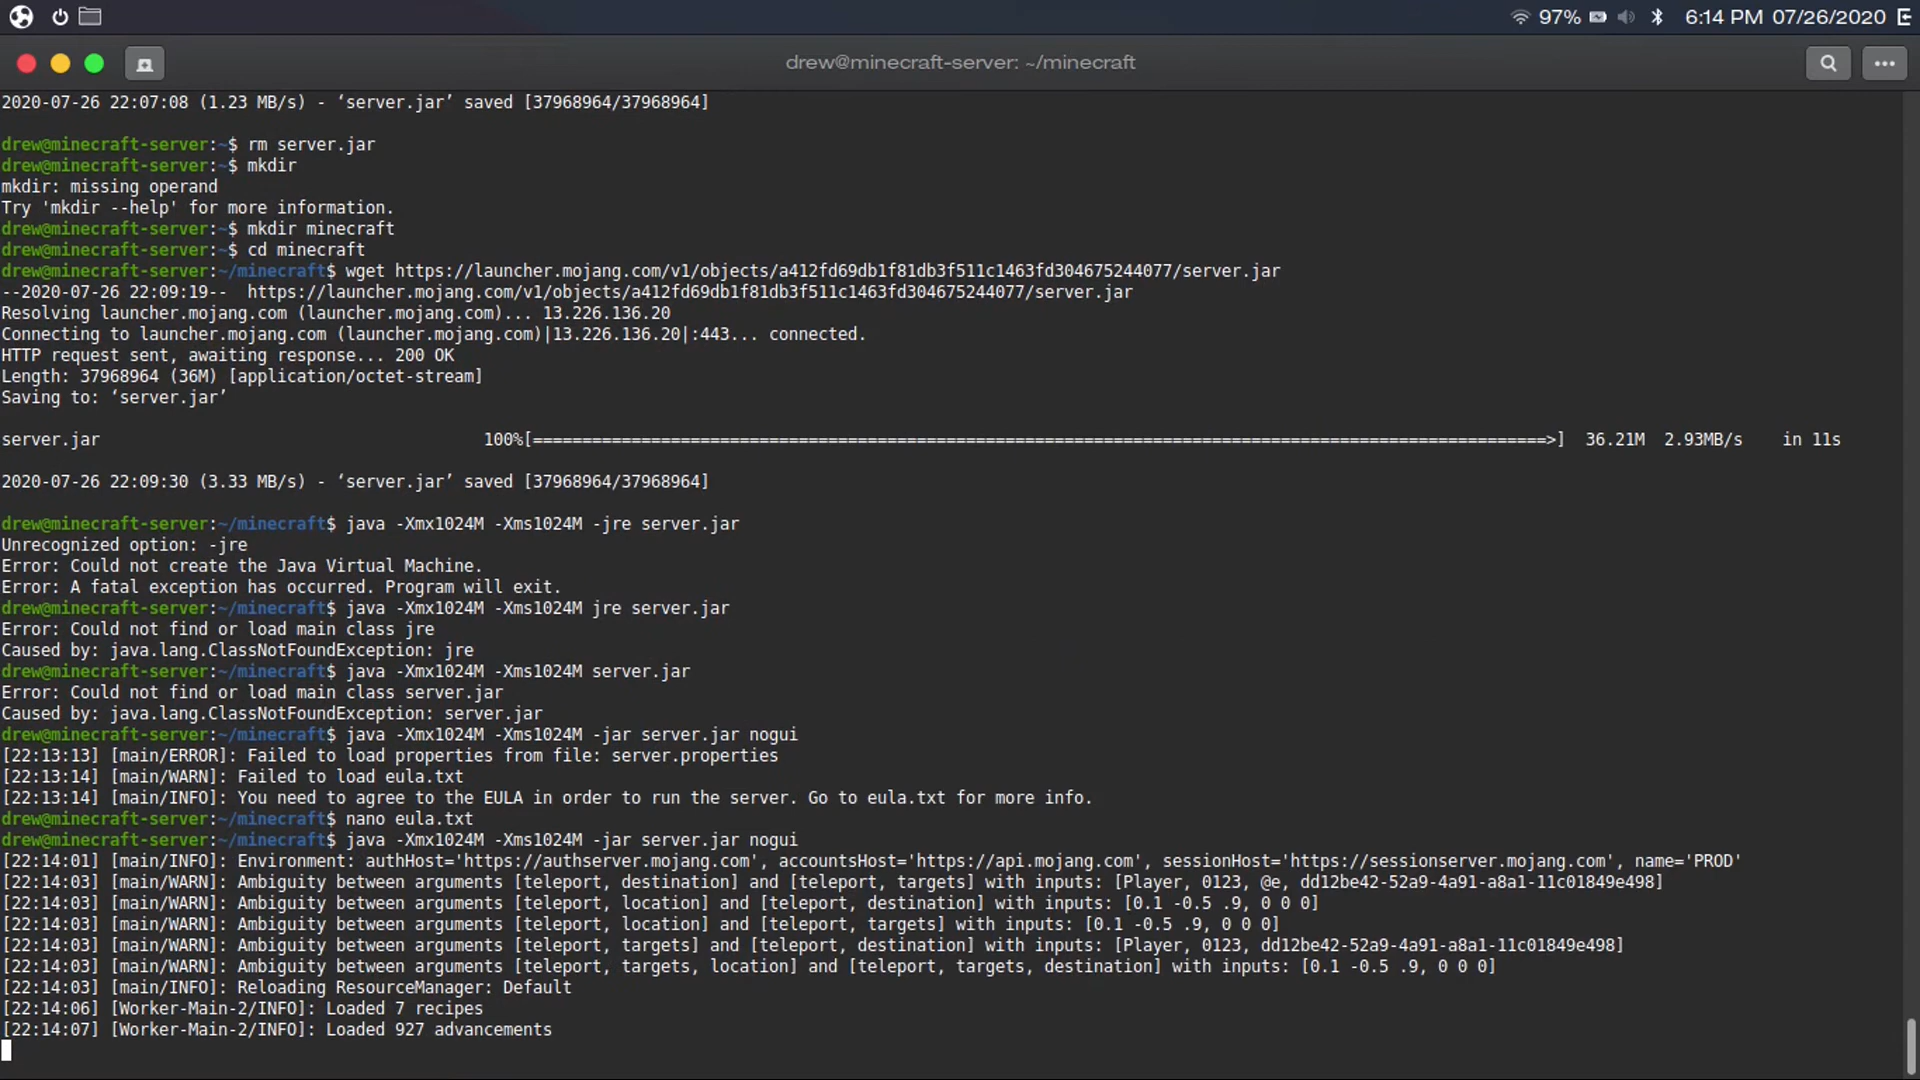 97% 6:14 PM 07/26/2020
drew@minecraft-server: ~/minecraft
2020-07-26 22:07:08 (1.23 MB/s) - ‘server.jar’ saved [37968964/37968964]
drew@minecraft-server:~$ rm server.jar
drew@minecraft-server:~$ mkdir
mkdir: missing operand
Try 'mkdir --help' for more information.
drew@minecraft-server:~$ mkdir minecraft
drew@minecraft-server:~$ cd minecraft
drew@minecraft-server:~/minecraft$ wget https://launcher.mojang.com/v1/objects/a412fd69db1f81db3f511c1463fd304675244077/server.jar
--2020-07-26 22:09:19--  https://launcher.mojang.com/v1/objects/a412fd69db1f81db3f511c1463fd304675244077/server.jar
Resolving launcher.mojang.com (launcher.mojang.com)... 13.226.136.20
Connecting to launcher.mojang.com (launcher.mojang.com)|13.226.136.20|:443... connected.
HTTP request sent, awaiting response... 200 OK
Length: 37968964 (36M) [application/octet-stream]
Saving to: ‘server.jar’
server.jar 100%[=======================================================================================================>] 36.21M 2.93MB/s in 11s
2020-07-26 22:09:30 (3.33 MB/s) - ‘server.jar’ saved [37968964/37968964]
drew@minecraft-server:~/minecraft$ java -Xmx1024M -Xms1024M -jre server.jar
Unrecognized option: -jre
Error: Could not create the Java Virtual Machine.
Error: A fatal exception has occurred. Program will exit.
drew@minecraft-server:~/minecraft$ java -Xmx1024M -Xms1024M jre server.jar
Error: Could not find or load main class jre
Caused by: java.lang.ClassNotFoundException: jre
drew@minecraft-server:~/minecraft$ java -Xmx1024M -Xms1024M server.jar
Error: Could not find or load main class server.jar
Caused by: java.lang.ClassNotFoundException: server.jar
drew@minecraft-server:~/minecraft$ java -Xmx1024M -Xms1024M -jar server.jar nogui
[22:13:13] [main/ERROR]: Failed to load properties from file: server.properties
[22:13:14] [main/WARN]: Failed to load eula.txt
[22:13:14] [main/INFO]: You need to agree to the EULA in order to run the server. Go to eula.txt for more info.
drew@minecraft-server:~/minecraft$ nano eula.txt
drew@minecraft-server:~/minecraft$ java -Xmx1024M -Xms1024M -jar server.jar nogui
[22:14:01] [main/INFO]: Environment: authHost='https://authserver.mojang.com', accountsHost='https://api.mojang.com', sessionHost='https://sessionserver.mojang.com', name='PROD'
[22:14:03] [main/WARN]: Ambiguity between arguments [teleport, destination] and [teleport, targets] with inputs: [Player, 0123, @e, dd12be42-52a9-4a91-a8a1-11c01849e498]
[22:14:03] [main/WARN]: Ambiguity between arguments [teleport, location] and [teleport, destination] with inputs: [0.1 -0.5 .9, 0 0 0]
[22:14:03] [main/WARN]: Ambiguity between arguments [teleport, location] and [teleport, targets] with inputs: [0.1 -0.5 .9, 0 0 0]
[22:14:03] [main/WARN]: Ambiguity between arguments [teleport, targets] and [teleport, destination] with inputs: [Player, 0123, dd12be42-52a9-4a91-a8a1-11c01849e498]
[22:14:03] [main/WARN]: Ambiguity between arguments [teleport, targets, location] and [teleport, targets, destination] with inputs: [0.1 -0.5 .9, 0 0 0]
[22:14:03] [main/INFO]: Reloading ResourceManager: Default
[22:14:06] [Worker-Main-2/INFO]: Loaded 7 recipes
[22:14:07] [Worker-Main-2/INFO]: Loaded 927 advancements